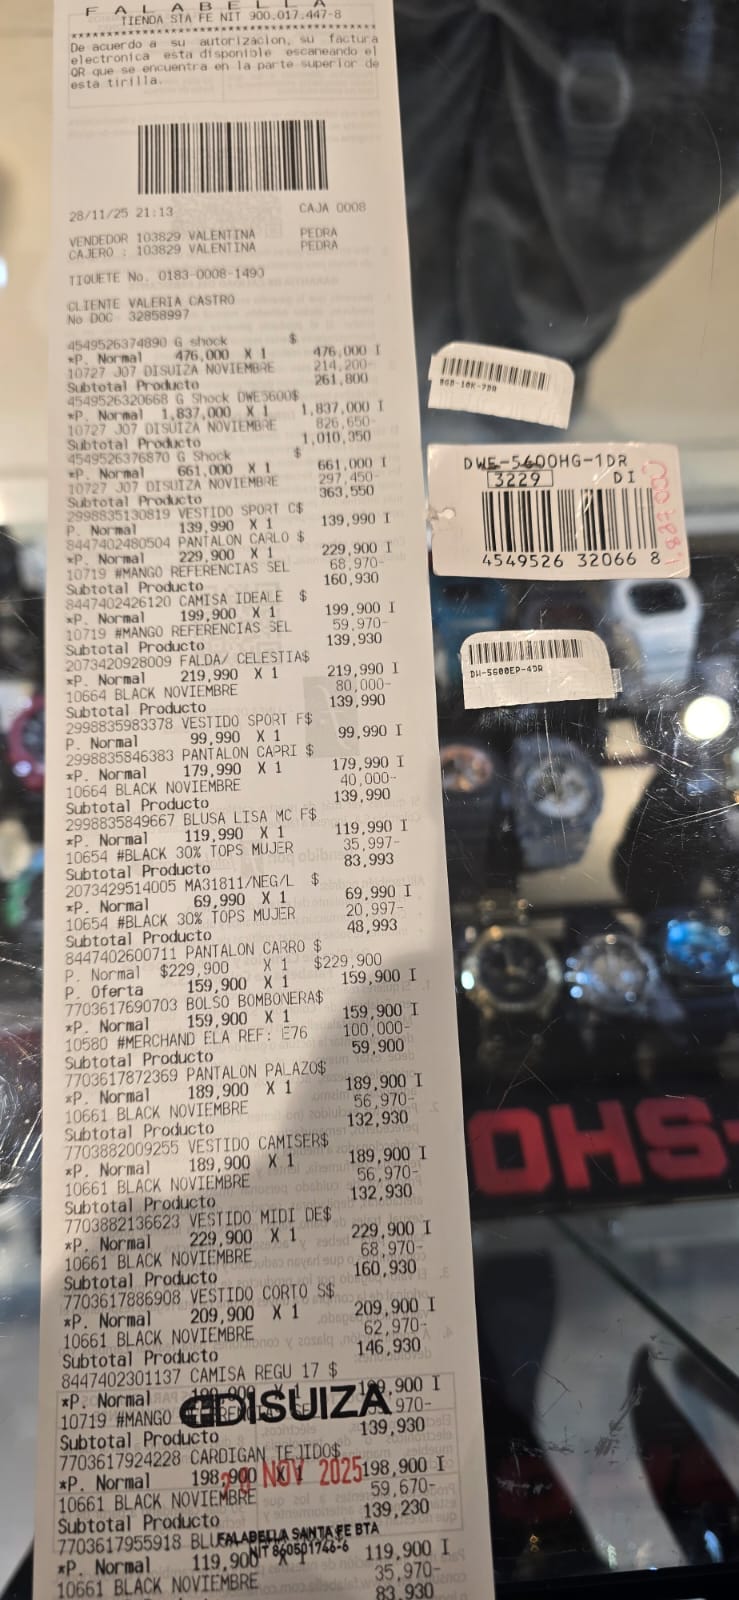 F A L A B E L L A
TIENDA STA FE NIT 900.017.447-8
****************************************
De acuerdo a su autorizacion, su factura
electronica esta disponible escaneando el
QR que se encuentra en la parte superior de
esta tirilla.
28/11/25 21:13 CAJA 0008
VENDEDOR 103829 VALENTINA PEDRA
CAJERO : 103829 VALENTINA PEDRA
TIQUETE No. 0183-0008-1490
CLIENTE VALERIA CASTRO
No DOC 32858997
4549526374890 G shock $
*P. Normal 476,000 X 1 476,000 I
10727 J07 DISUIZA NOVIEMBRE 214,200-
Subtotal Producto 261,800
4549526320668 G Shock DWE5600$
*P. Normal 1,837,000 X 1 1,837,000 I
10727 J07 DISUIZA NOVIEMBRE 826,650-
Subtotal Producto 1,010,350
4549526376870 G Shock $
*P. Normal 661,000 X 1 661,000 I
10727 J07 DISUIZA NOVIEMBRE 297,450-
Subtotal Producto 363,550
2998835130819 VESTIDO SPORT C$
P. Normal 139,990 X 1 139,990 I
8447402480504 PANTALON CARLO $
*P. Normal 229,900 X 1 229,900 I
10719 #MANGO REFERENCIAS SEL 68,970-
Subtotal Producto 160,930
8447402426120 CAMISA IDEALE $
*P. Normal 199,900 X 1 199,900 I
10719 #MANGO REFERENCIAS SEL 59,970-
Subtotal Producto 139,930
2073420928009 FALDA/ CELESTIA$
*P. Normal 219,990 X 1 219,990 I
10664 BLACK NOVIEMBRE 80,000-
Subtotal Producto 139,990
2998835983378 VESTIDO SPORT F$
P. Normal 99,990 X 1 99,990 I
2998835846383 PANTALON CAPRI $
*P. Normal 179,990 X 1 179,990 I
10664 BLACK NOVIEMBRE 40,000-
Subtotal Producto 139,990
2998835849667 BLUSA LISA MC F$
*P. Normal 119,990 X 1 119,990 I
10654 #BLACK 30% TOPS MUJER 35,997-
Subtotal Producto 83,993
2073429514005 MA31811/NEG/L $
*P. Normal 69,990 X 1 69,990 I
10654 #BLACK 30% TOPS MUJER 20,997-
Subtotal Producto 48,993
8447402600711 PANTALON CARRO $
P. Normal $229,900 X 1 $229,900
P. Oferta 159,900 X 1 159,900 I
7703617690703 BOLSO BOMBONERA$
*P. Normal 159,900 X 1 159,900 I
10580 #MERCHAND ELA REF: E76 100,000-
Subtotal Producto 59,900
7703617872369 PANTALON PALAZO$
*P. Normal 189,900 X 1 189,900 I
10661 BLACK NOVIEMBRE 56,970-
Subtotal Producto 132,930
7703882009255 VESTIDO CAMISER$
*P. Normal 189,900 X 1 189,900 I
10661 BLACK NOVIEMBRE 56,970-
Subtotal Producto 132,930
7703882136623 VESTIDO MIDI DE$
*P. Normal 229,900 X 1 229,900 I
10661 BLACK NOVIEMBRE 68,970-
Subtotal Producto 160,930
7703617886908 VESTIDO CORTO S$
*P. Normal 209,900 X 1 209,900 I
10661 BLACK NOVIEMBRE 62,970-
Subtotal Producto 146,930
8447402301137 CAMISA REGU 17 $
*P. Normal 199,900 X 1 199,900 I
10719 #MANGO
DISUIZA
Subtotal Producto 139,930
7703617924228 CARDIGAN TEJIDO$
*P. Normal 198,900 X 1 198,900 I
NOV 2025
10661 BLACK NOVIEMBRE 59,670-
Subtotal Producto 139,230
7703617955918
FALABELLA SANTA FE BTA
NIT 860501746-6
*P. Normal 119,900 X 1 119,900 I
10661 BLACK NOVIEMBRE 35,970-
83,930
BGD-10K-7DR
DWE-5600HG-1DR
3229 DI
4549526 32066 8
1.837.000
DW-5600EP-4DR
OHS-